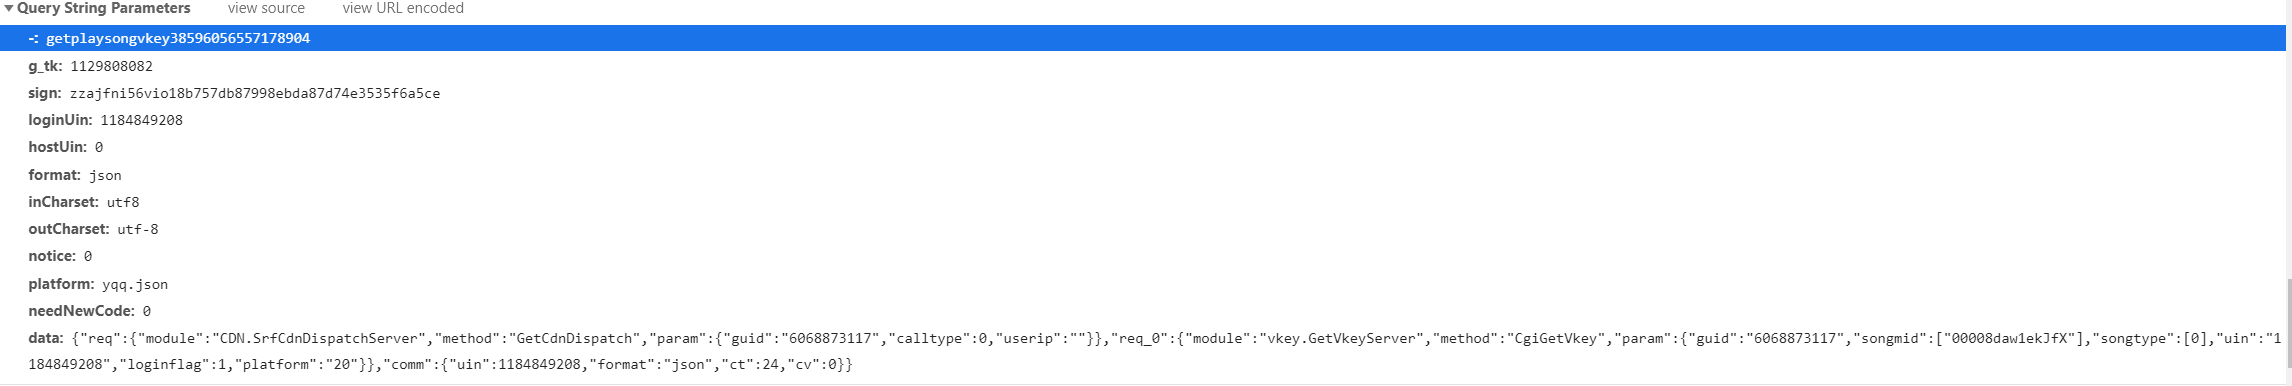 Query String Parameters view source view URL encoded
-: getplaysongvkey38596056557178904
g_tk: 1129808082
sign: zzajfni56vio18b757db87998ebda87d74e3535f6a5ce
loginUin: 1184849208
hostUin: 0
format: json
inCharset: utf8
outCharset: utf-8
notice: 0
platform: yqq.json
needNewCode: 0
data: {"req":{"module":"CDN.SrfCdnDispatchServer","method":"GetCdnDispatch","param":{"guid":"6068873117","calltype":0,"userip":""}},"req_0":{"module":"vkey.GetVkeyServer","method":"CgiGetVkey","param":{"guid":"6068873117","songmid":["00008daw1ekJfX"],"songtype":[0],"uin":"1
184849208","loginflag":1,"platform":"20"}},"comm":{"uin":1184849208,"format":"json","ct":24,"cv":0}}